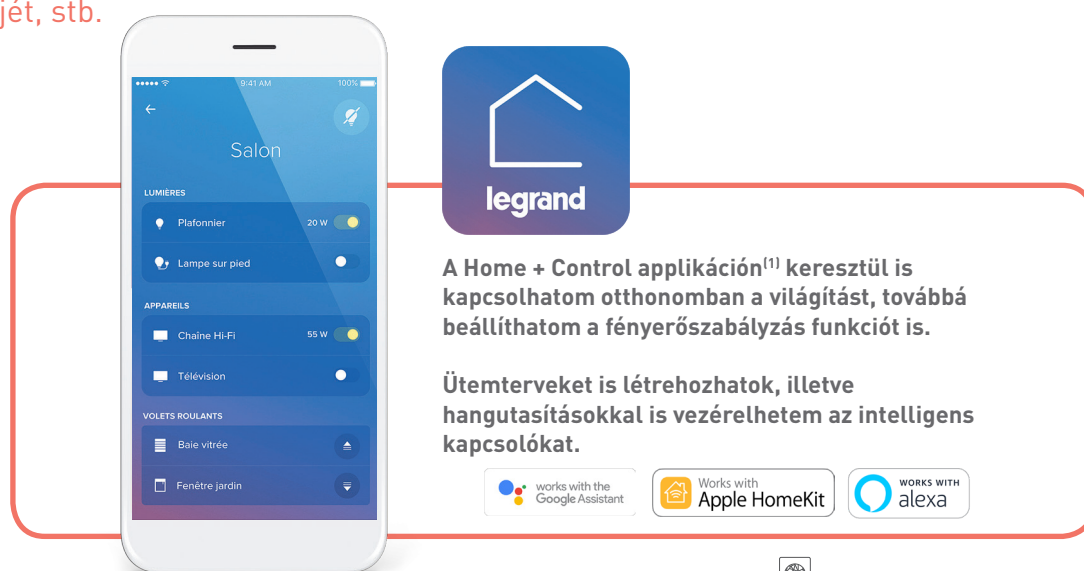 jét, stb.
9:41 AM
100%
Salon
LUMIÈRES
Plafonnier
20 W
Lampe sur pied
APPAREILS
Chaîne Hi-Fi
55 W
Télévision
VOLETS ROULANTS
Baie vitrée
Fenêtre jardin
legrand
A Home + Control applikáción(1) keresztül is
kapcsolhatom otthonomban a világítást, továbbá
beállíthatom a fényerőszabályzás funkciót is.
Ütemterveket is létrehozhatok, illetve
hangutasításokkal is vezérelhetem az intelligens
kapcsolókat.
works with the
Google Assistant
Works with
Apple HomeKit
WORKS WITH
alexa